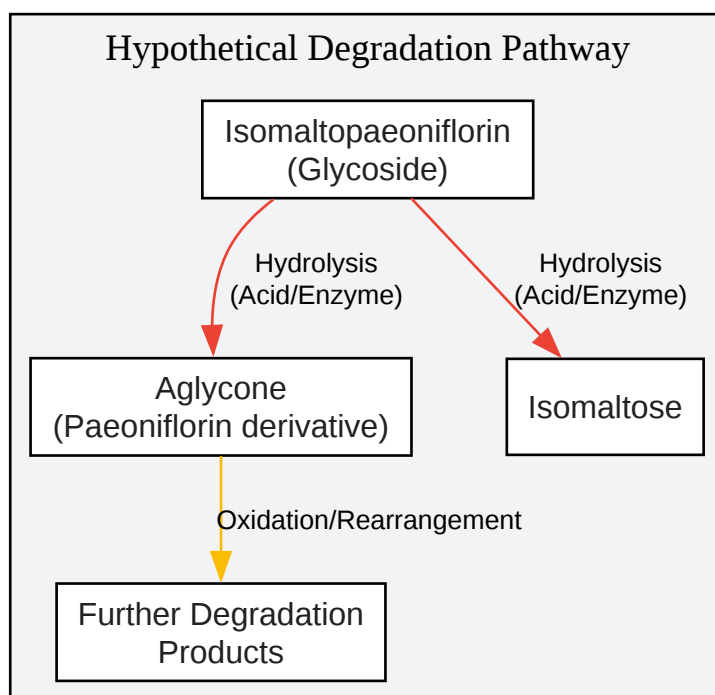 Hypothetical Degradation Pathway
Isomaltopaeoniflorin
(Glycoside)
Hydrolysis
(Acid/Enzyme)
Hydrolysis
(Acid/Enzyme)
Aglycone
(Paeoniflorin derivative)
Isomaltose
Oxidation/Rearrangement
Further Degradation
Products